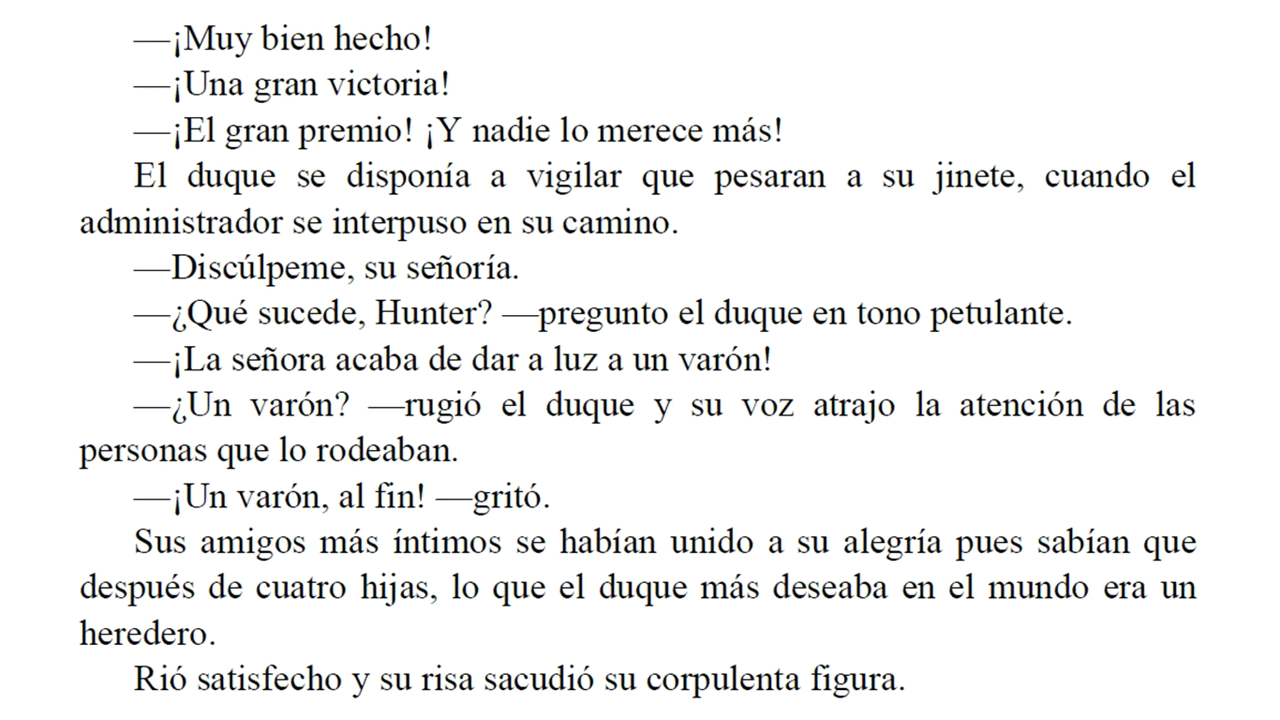 —¡Muy bien hecho!
—¡Una gran victoria!
—¡El gran premio! ¡Y nadie lo merece más!
El duque se disponía a vigilar que pesaran a su jinete, cuando el
administrador se interpuso en su camino.
—Discúlpeme, su señoría.
—¿Qué sucede, Hunter? —pregunto el duque en tono petulante.
—¡La señora acaba de dar a luz a un varón!
—¿Un varón? —rugió el duque y su voz atrajo la atención de las
personas que lo rodeaban.
—¡Un varón, al fin! —gritó.
Sus amigos más íntimos se habían unido a su alegría pues sabían que
después de cuatro hijas, lo que el duque más deseaba en el mundo era un
heredero.
Rió satisfecho y su risa sacudió su corpulenta figura.